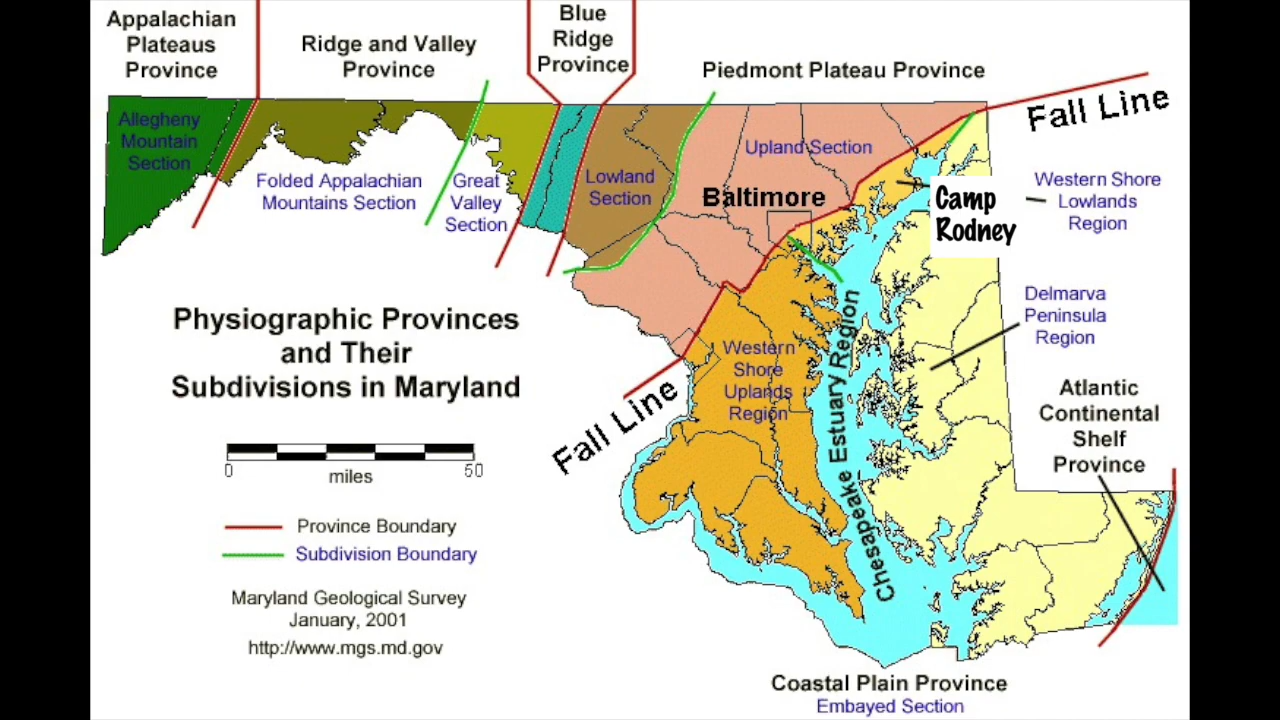 Appalachian
Plateaus
Province
Ridge and Valley
Province
Blue
Ridge
Province
Piedmont Plateau Province
Fall Line
Allegheny
Mountain
Section
Folded Appalachian
Mountains Section
Great
Valley
Section
Lowland
Section
Upland Section
Baltimore
Camp
Rodney
Western Shore
Lowlands
Region
Delmarva
Peninsula
Region
Physiographic Provinces
and Their
Subdivisions in Maryland
Western
Shore
Uplands
Region
Chesapeake Estuary Region
Atlantic
Continental
Shelf
Province
Fall Line
0
50
miles
Province Boundary
Subdivision Boundary
Maryland Geological Survey
January, 2001
http://www.mgs.md.gov
Coastal Plain Province
Embayed Section